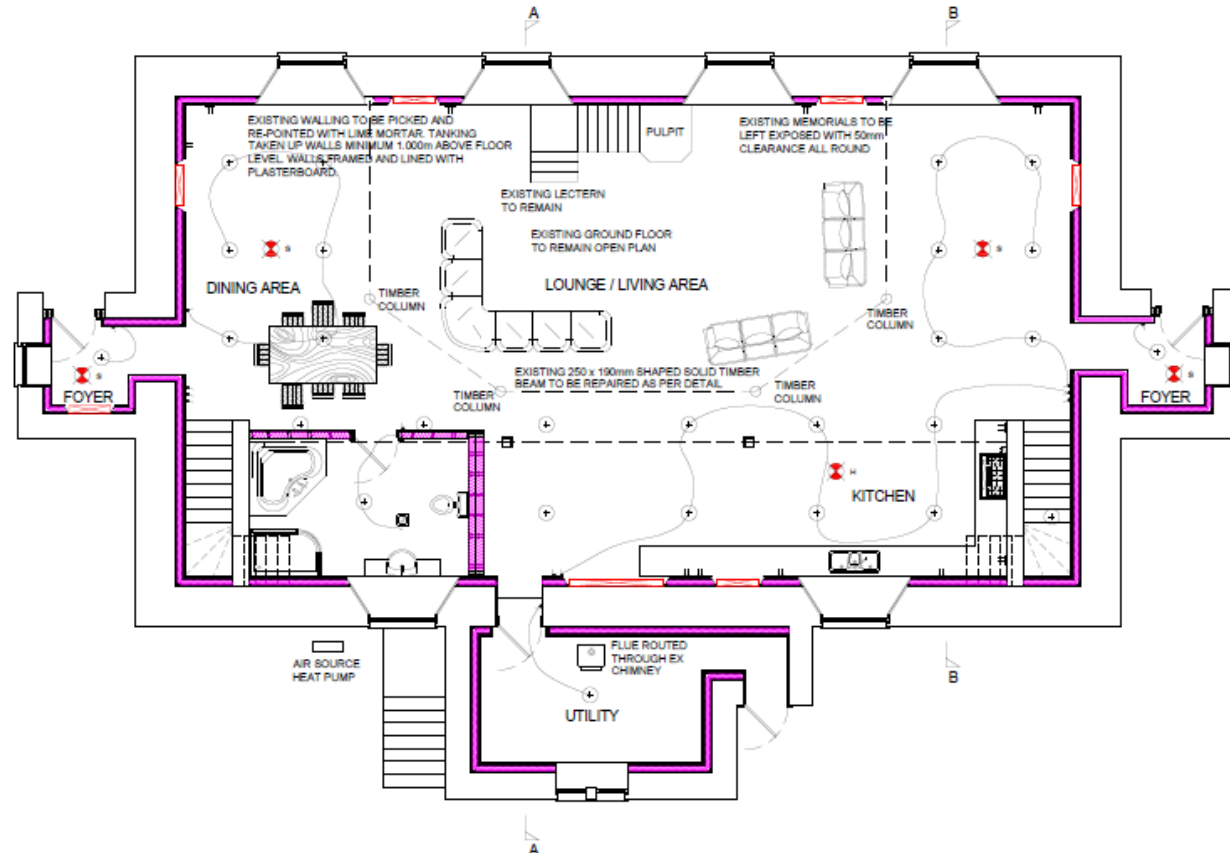 A
B
EXISTING WALLING TO BE PICKED AND
RE-POINTED WITH LIME MORTAR. TANKING
TAKEN UP WALLS MINIMUM 1.000m ABOVE FLOOR
LEVEL. WALLS FRAMED AND LINED WITH
PLASTERBOARD.
PULPIT
EXISTING MEMORIALS TO BE
LEFT EXPOSED WITH 50mm
CLEARANCE ALL ROUND
EXISTING LECTERN
TO REMAIN
EXISTING GROUND FLOOR
TO REMAIN OPEN PLAN
S
S
DINING AREA
LOUNGE / LIVING AREA
TIMBER
COLUMN
TIMBER
COLUMN
S
FOYER
EXISTING 250 x 190mm SHAPED SOLID TIMBER
BEAM TO BE REPAIRED AS PER DETAIL
TIMBER
COLUMN
TIMBER
COLUMN
S
FOYER
H
KITCHEN
AIR SOURCE
HEAT PUMP
FLUE ROUTED
THROUGH EX
CHIMNEY
UTILITY
B
A